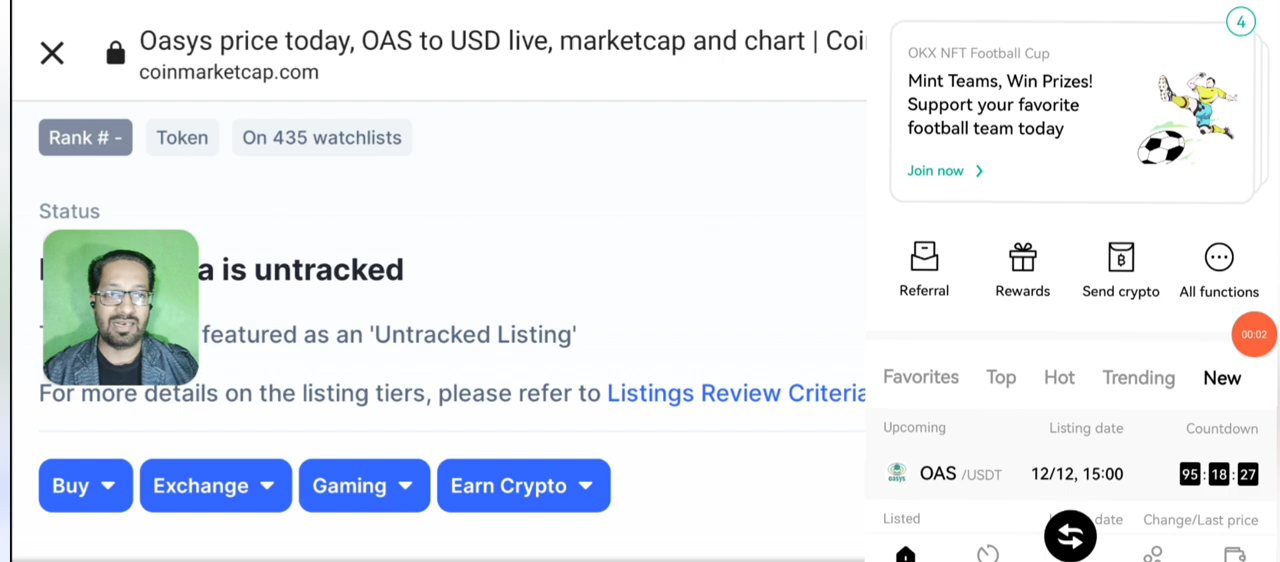 Oasys price today, OAS to USD live, marketcap and chart | Coi
coinmarketcap.com
Rank # -
Token
On 435 watchlists
Status
a is untracked
featured as an 'Untracked Listing'
For more details on the listing tiers, please refer to Listings Review Criteria
Buy
Exchange
Gaming
Earn Crypto
4
OKX NFT Football Cup
Mint Teams, Win Prizes!
Support your favorite
football team today
Join now
Referral
Rewards
Send crypto
All functions
00:02
Favorites
Top
Hot
Trending
New
Upcoming
Listing date
Countdown
oasys
OAS /USDT
12/12, 15:00
95:18:27
Listed
date
Change/Last price